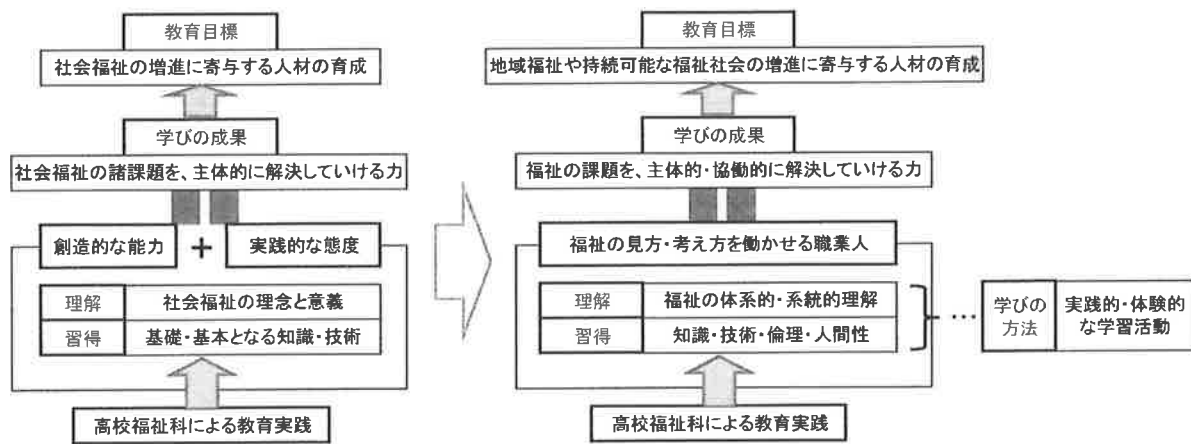 教育目標
社会福祉の増進に寄与する人材の育成
学びの成果
社会福祉の諸課題を、主体的に解決していける力
創造的な能力
+
実践的な態度
理解
社会福祉の理念と意義
習得
基礎・基本となる知識・技術
高校福祉科による教育実践
教育目標
地域福祉や持続可能な福祉社会の増進に寄与する人材の育成
学びの成果
福祉の課題を、主体的・協働的に解決していける力
福祉の見方・考え方を働かせる職業人
理解
福祉の体系的・系統的理解
習得
知識・技術・倫理・人間性
高校福祉科による教育実践
…
学びの
方法
実践的・体験的
な学習活動